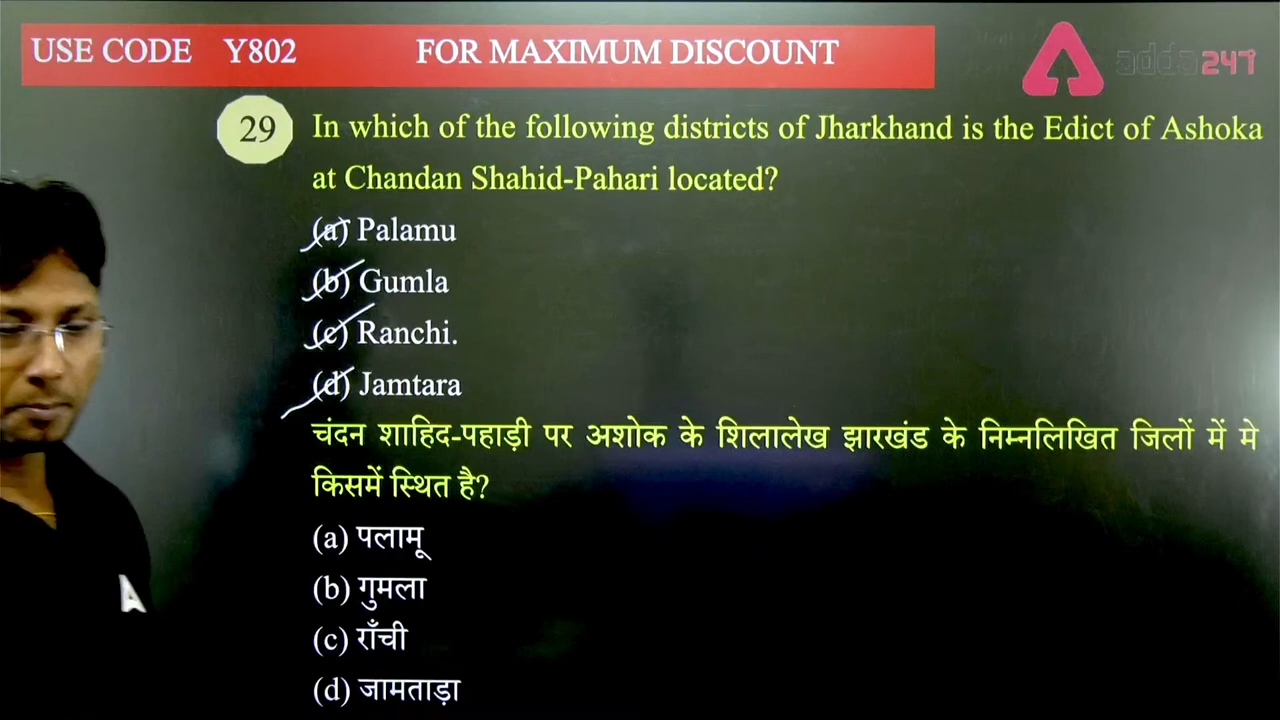 USE CODE Y802 FOR MAXIMUM DISCOUNT
adda247
29 In which of the following districts of Jharkhand is the Edict of Ashoka
at Chandan Shahid-Pahari located?
(a) Palamu
(b) Gumla
(c) Ranchi.
(d) Jamtara
चंदन शाहिद-पहाड़ी पर अशोक के शिलालेख झारखंड के निम्नलिखित जिलों में मे
किसमें स्थित है?
(a) पलामू
(b) गुमला
(c) राँची
(d) जामताड़ा